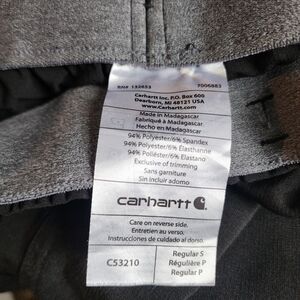 RN# 132653 7006883
Carhartt Inc, P.O. Box 600
Dearborn, MI 48121 USA
www.Carhartt.com
Made in Madagascar
Fabriqué à Madagascar
Hecho en Madagascar
94% Polyester/6% Spandex
94% Polyester/6% Élasthanne
94% Poliéster/6% Elastano
Exclusive of trimming
Sans garniture
Sin incluir adorno
carhartt
Care on reverse side.
Entretien au verso.
Instrucciones de cuidado al dorso.
C53210
Regular S
Régulière P
Regular P